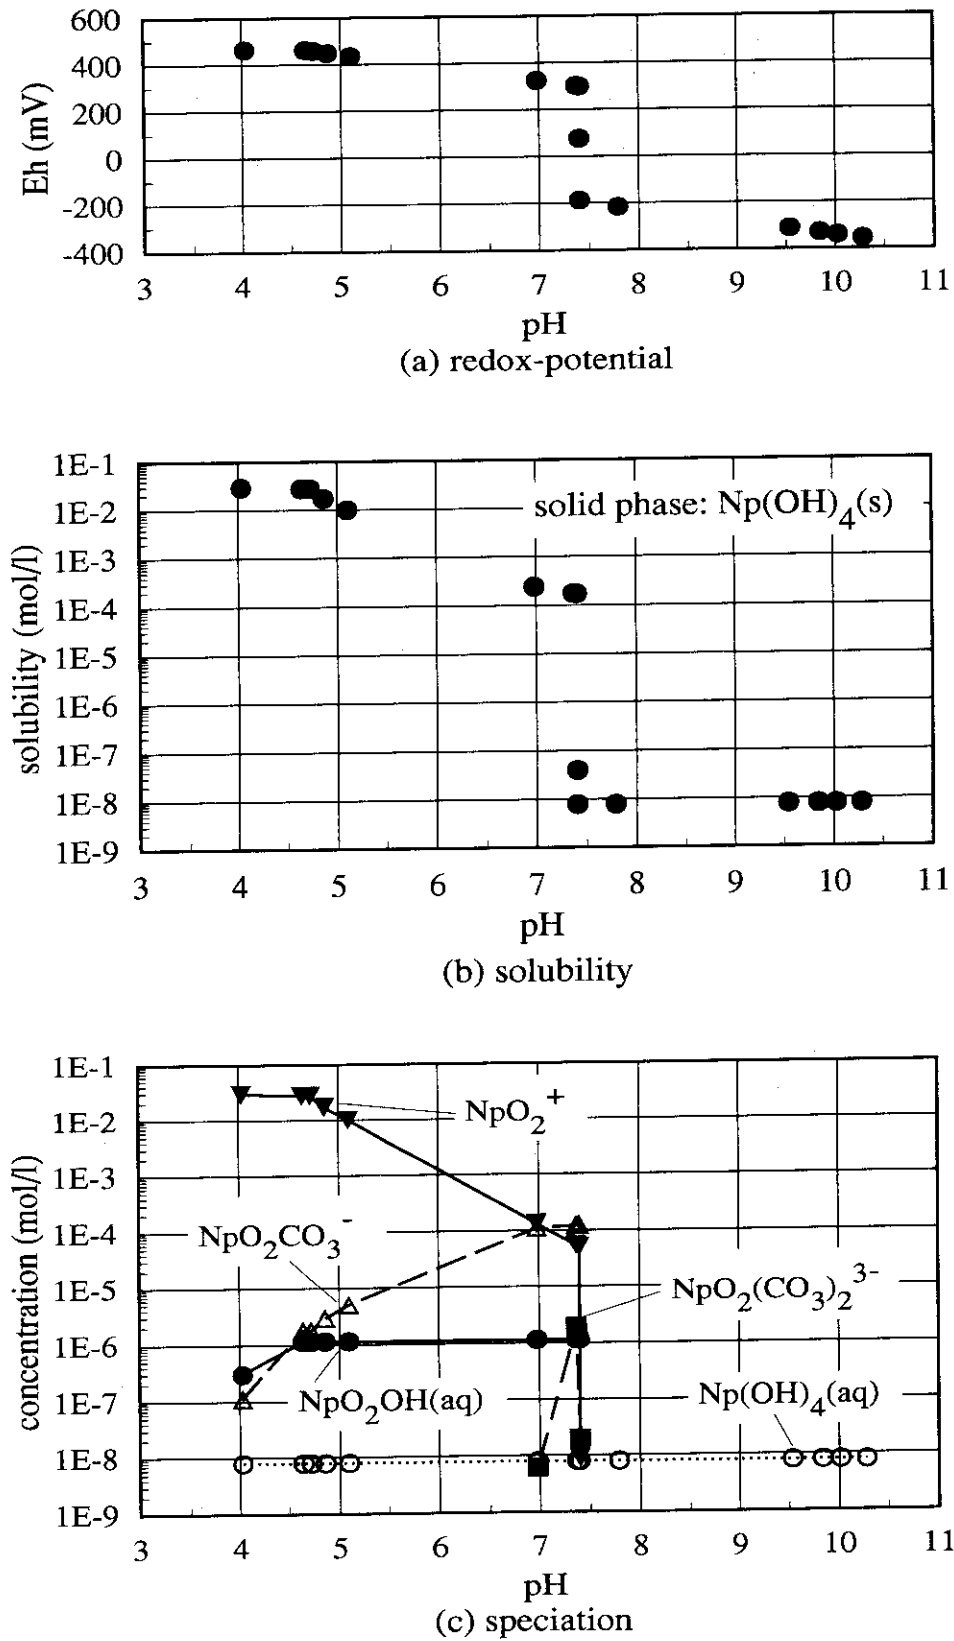 600
400
200
0
-200
-400
Eh (mV)
3 4 5 6 7 8 9 10 11
pH
(a) redox-potential
1E-1
1E-2
1E-3
1E-4
1E-5
1E-6
1E-7
1E-8
1E-9
solubility (mol/l)
solid phase: Np(OH)4(s)
3 4 5 6 7 8 9 10 11
pH
(b) solubility
1E-1
1E-2
1E-3
1E-4
1E-5
1E-6
1E-7
1E-8
1E-9
concentration (mol/l)
NpO2+
NpO2CO3-
NpO2(CO3)23-
NpO2OH(aq)
Np(OH)4(aq)
3 4 5 6 7 8 9 10 11
pH
(c) speciation